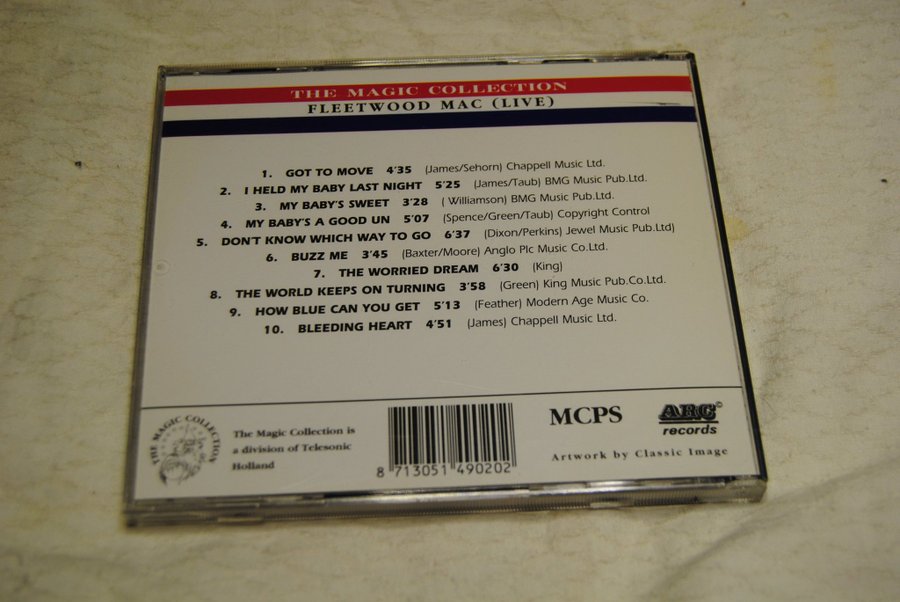 THE MAGIC COLLECTION
FLEETWOOD MAC (LIVE)
1. GOT TO MOVE 4'35 (James/Sehorn) Chappell Music Ltd.
2. I HELD MY BABY LAST NIGHT 5'25 (James/Taub) BMG Music Pub.Ltd.
3. MY BABY'S SWEET 3'28 ( Williamson) BMG Music Pub.Ltd.
4. MY BABY'S A GOOD UN 5'07 (Spence/Green/Taub) Copyright Control
5. DON'T KNOW WHICH WAY TO GO 6'37 (Dixon/Perkins) Jewel Music Pub.Ltd)
6. BUZZ ME 3'45 (Baxter/Moore) Anglo Plc Music Co.Ltd.
7. THE WORRIED DREAM 6'30 (King)
8. THE WORLD KEEPS ON TURNING 3'58 (Green) King Music Pub.Co.Ltd.
9. HOW BLUE CAN YOU GET 5'13 (Feather) Modern Age Music Co.
10. BLEEDING HEART 4'51 (James) Chappell Music Ltd.
THE MAGIC COLLECTION
The Magic Collection is
a division of Telesonic
Holland
8 713051 490202
MCPS
ARC©
records
Artwork by Classic Image